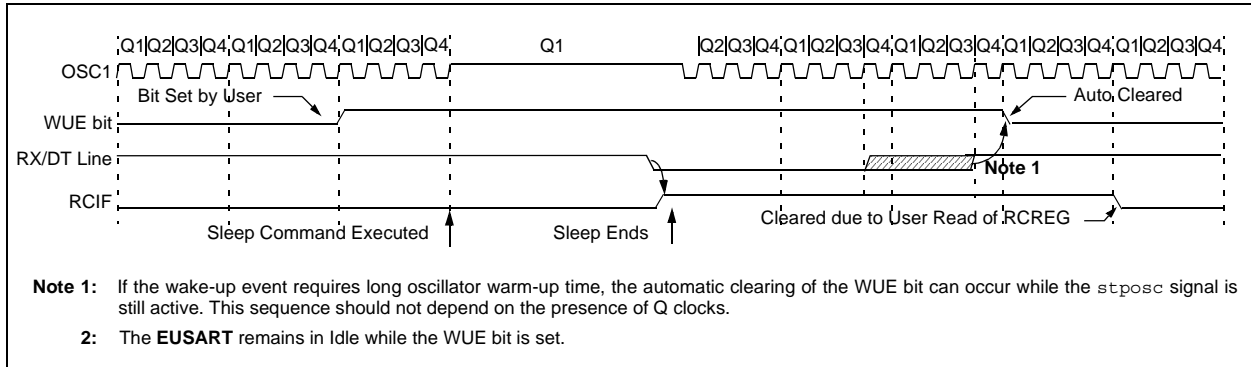 Q1|Q2|Q3|Q4|Q1|Q2|Q3|Q4|Q1|Q2|Q3|Q4 Q1 |Q2|Q3|Q4|Q1|Q2|Q3|Q4|Q1|Q2|Q3|Q4|Q1|Q2|Q3|Q4|Q1|Q2|Q3|Q4
OSC1
Bit Set by User Auto Cleared
WUE bit
RX/DT Line
Note 1
RCIF
Cleared due to User Read of RCREG
Sleep Command Executed Sleep Ends
Note 1: If the wake-up event requires long oscillator warm-up time, the automatic clearing of the WUE bit can occur while the stposc signal is
still active. This sequence should not depend on the presence of Q clocks.
2: The EUSART remains in Idle while the WUE bit is set.